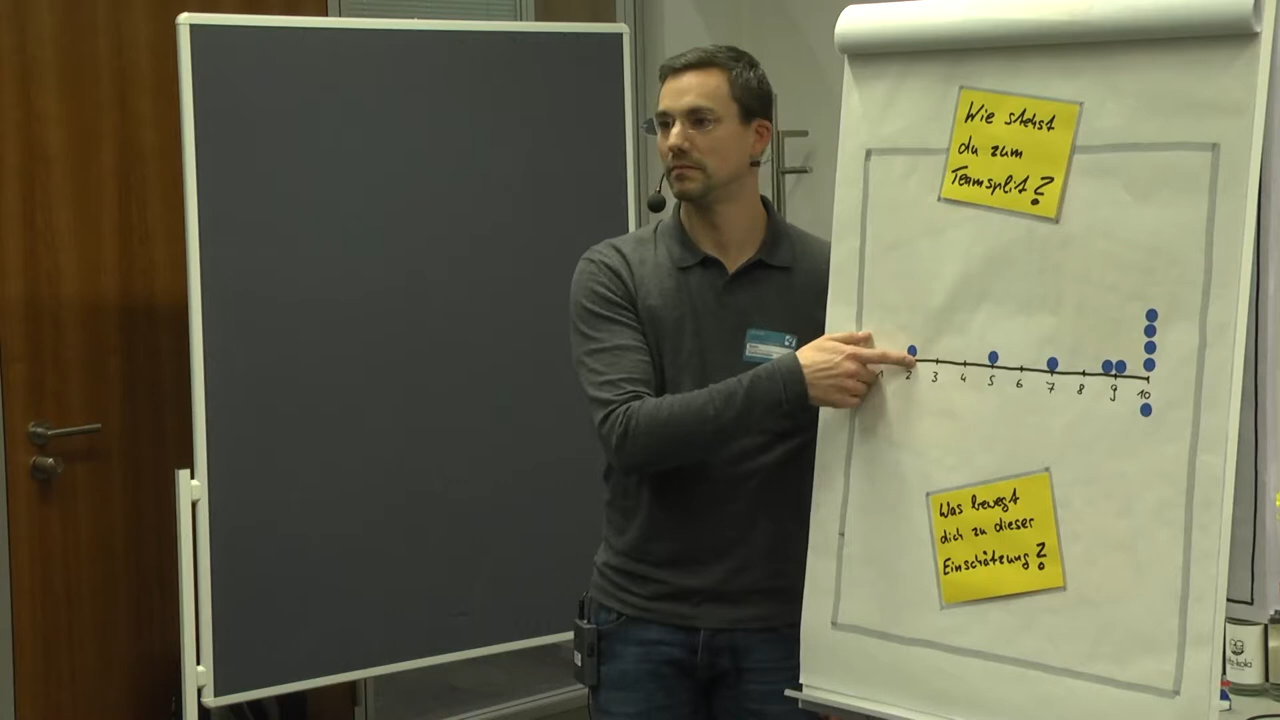 Wie stehst
du zum
Teamsplit?
1 2 3 4 5 6 7 8 9 10
Was bewegt
dich zu dieser
Einschätzung?